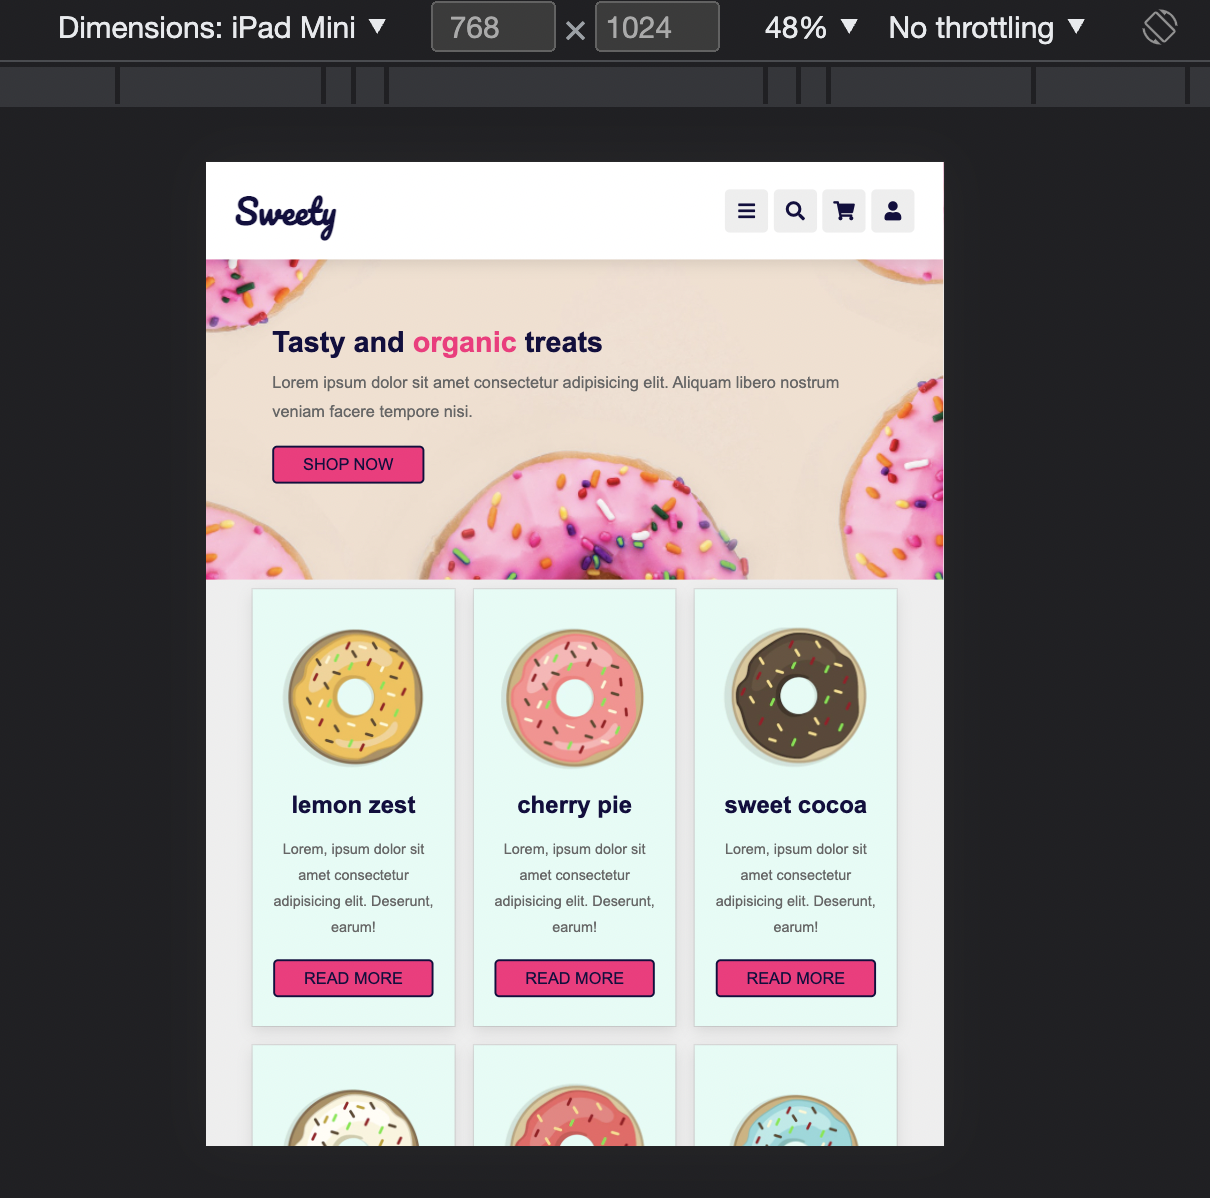 Dimensions: iPad Mini ▼ 768 × 1024 48% ▼ No throttling ▼
Sweety
Tasty and organic treats
Lorem ipsum dolor sit amet consectetur adipisicing elit. Aliquam libero nostrum
veniam facere tempore nisi.
SHOP NOW
lemon zest
Lorem, ipsum dolor sit
amet consectetur
adipisicing elit. Deserunt,
earum!
READ MORE
cherry pie
Lorem, ipsum dolor sit
amet consectetur
adipisicing elit. Deserunt,
earum!
READ MORE
sweet cocoa
Lorem, ipsum dolor sit
amet consectetur
adipisicing elit. Deserunt,
earum!
READ MORE